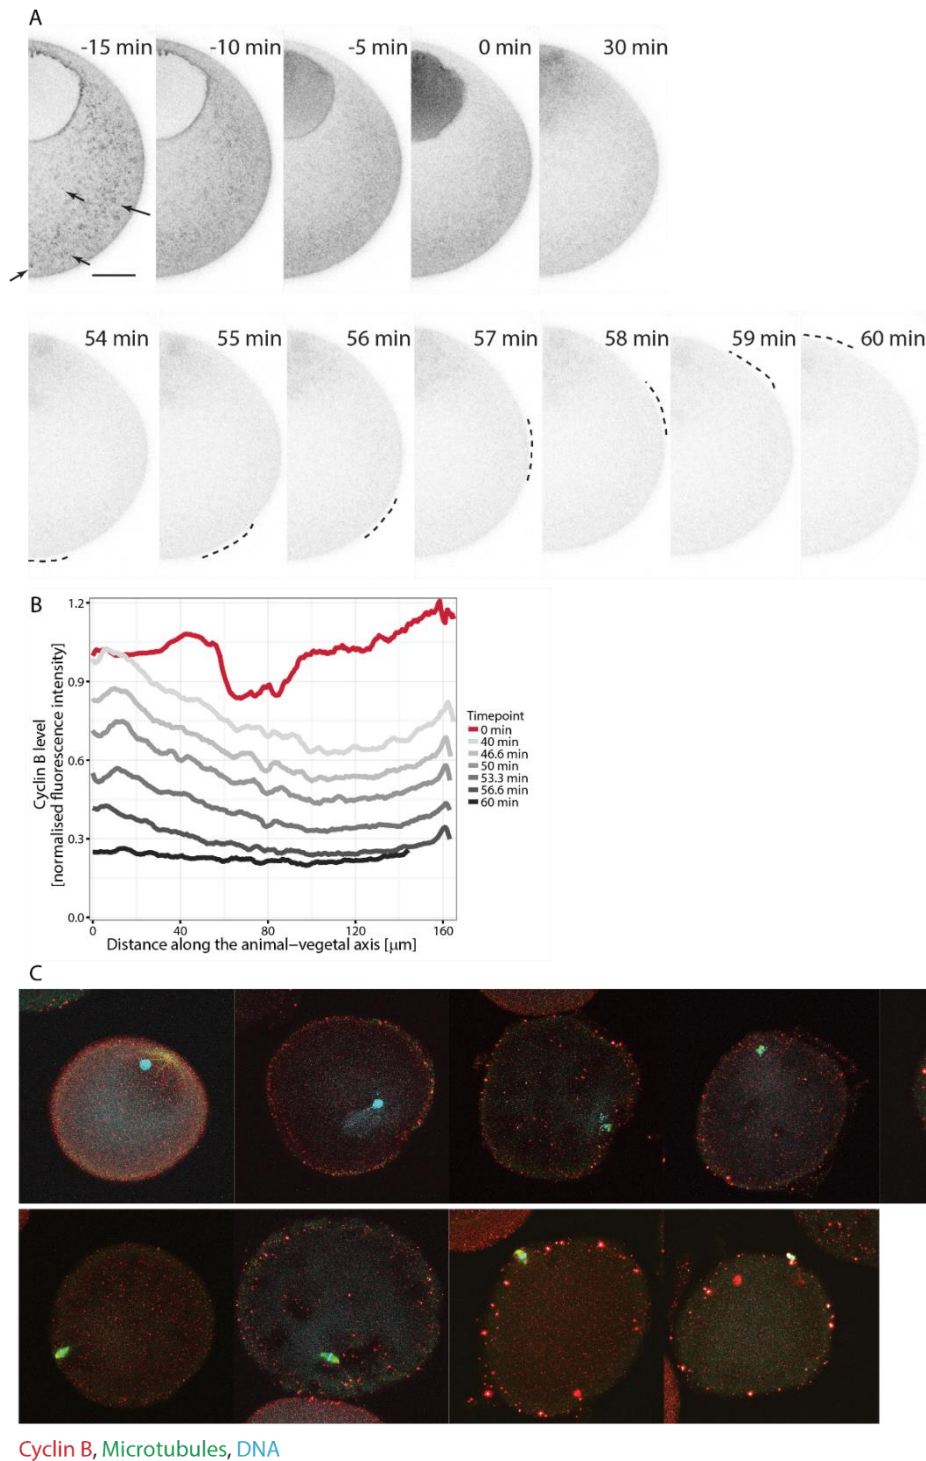 A
-15 min
-10 min
-5 min
0 min
30 min
54 min
55 min
56 min
57 min
58 min
59 min
60 min
B
1.2
0.9
0.6
0.3
0.0
Cyclin B level
[normalised fluorescence intensity]
0
40
80
120
160
Distance along the animal−vegetal axis [μm]
Timepoint
0 min
40 min
46.6 min
50 min
53.3 min
56.6 min
60 min
C
Cyclin B, Microtubules, DNA